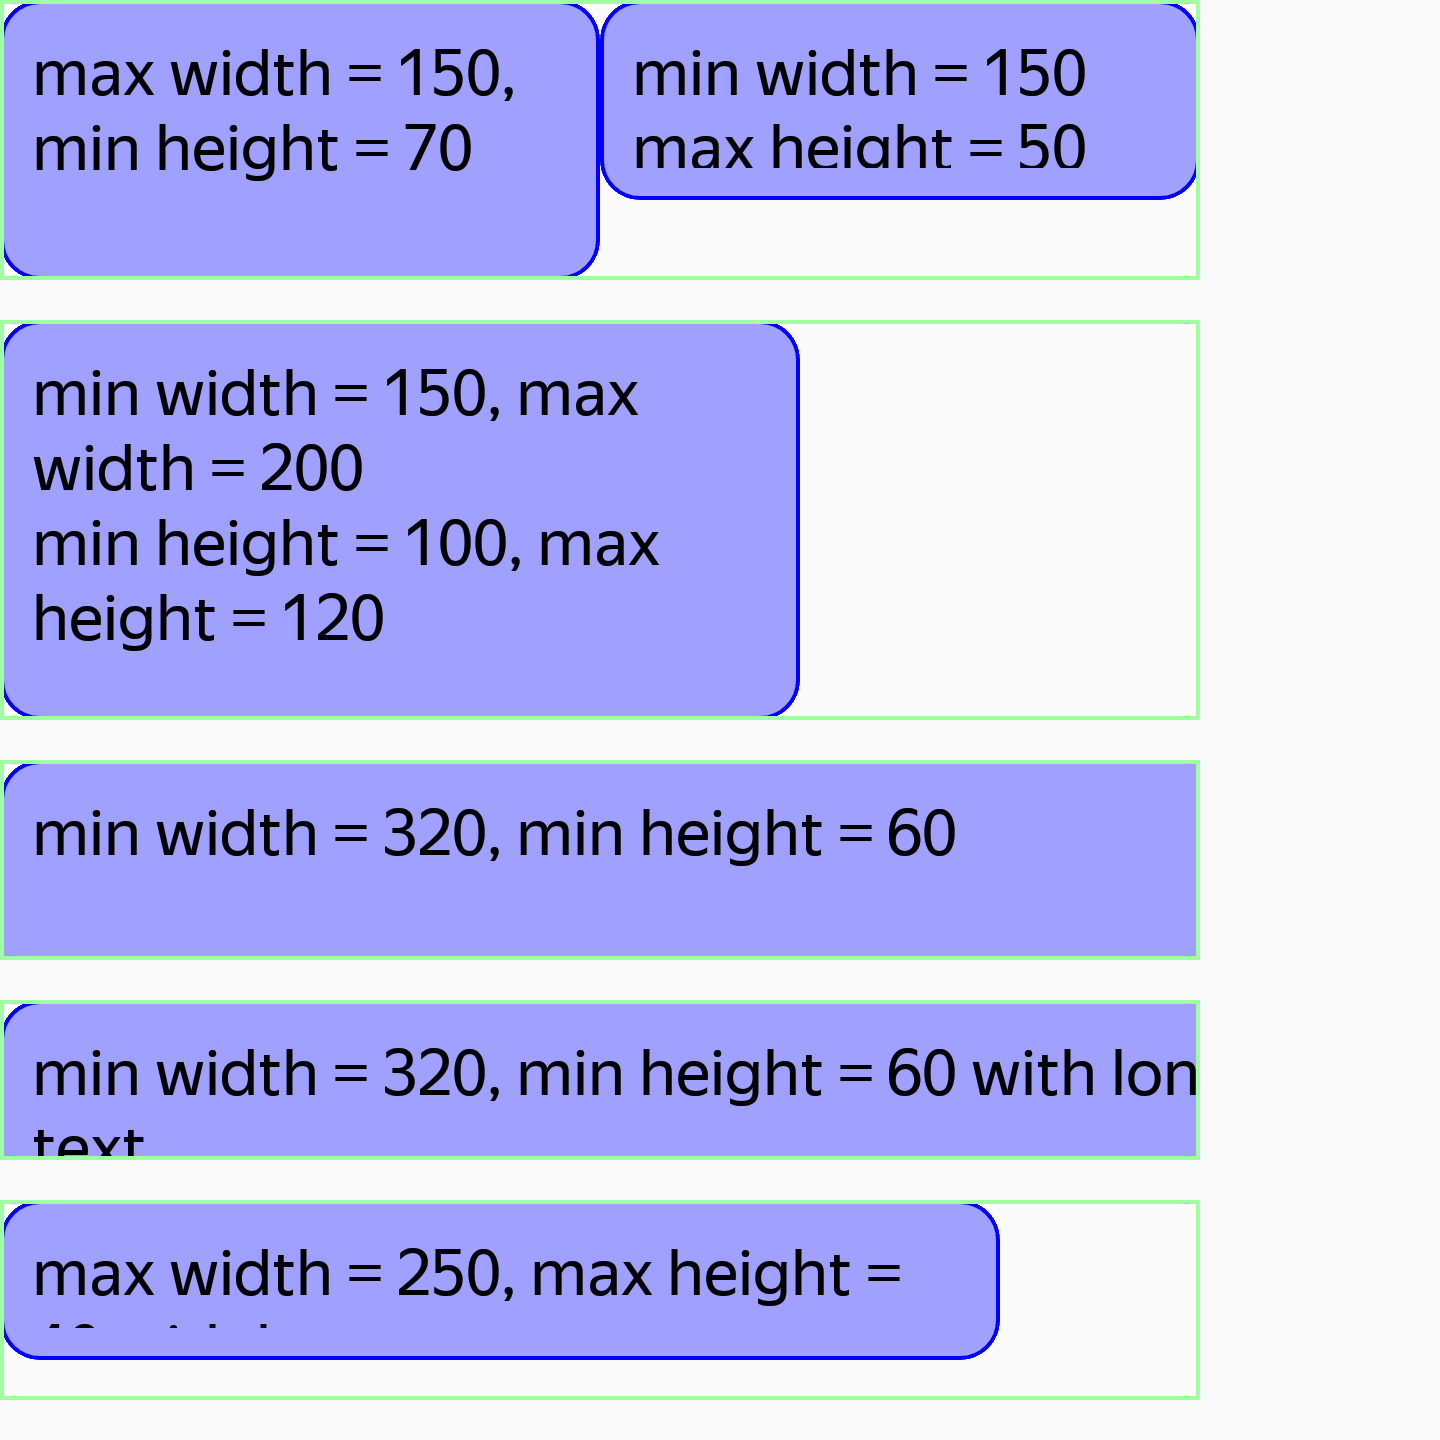 max width = 150,
min height = 70
min width = 150
max height = 50
min width = 150, max
width = 200
min height = 100, max
height = 120
min width = 320, min height = 60
min width = 320, min height = 60 with lon
text
max width = 250, max height =